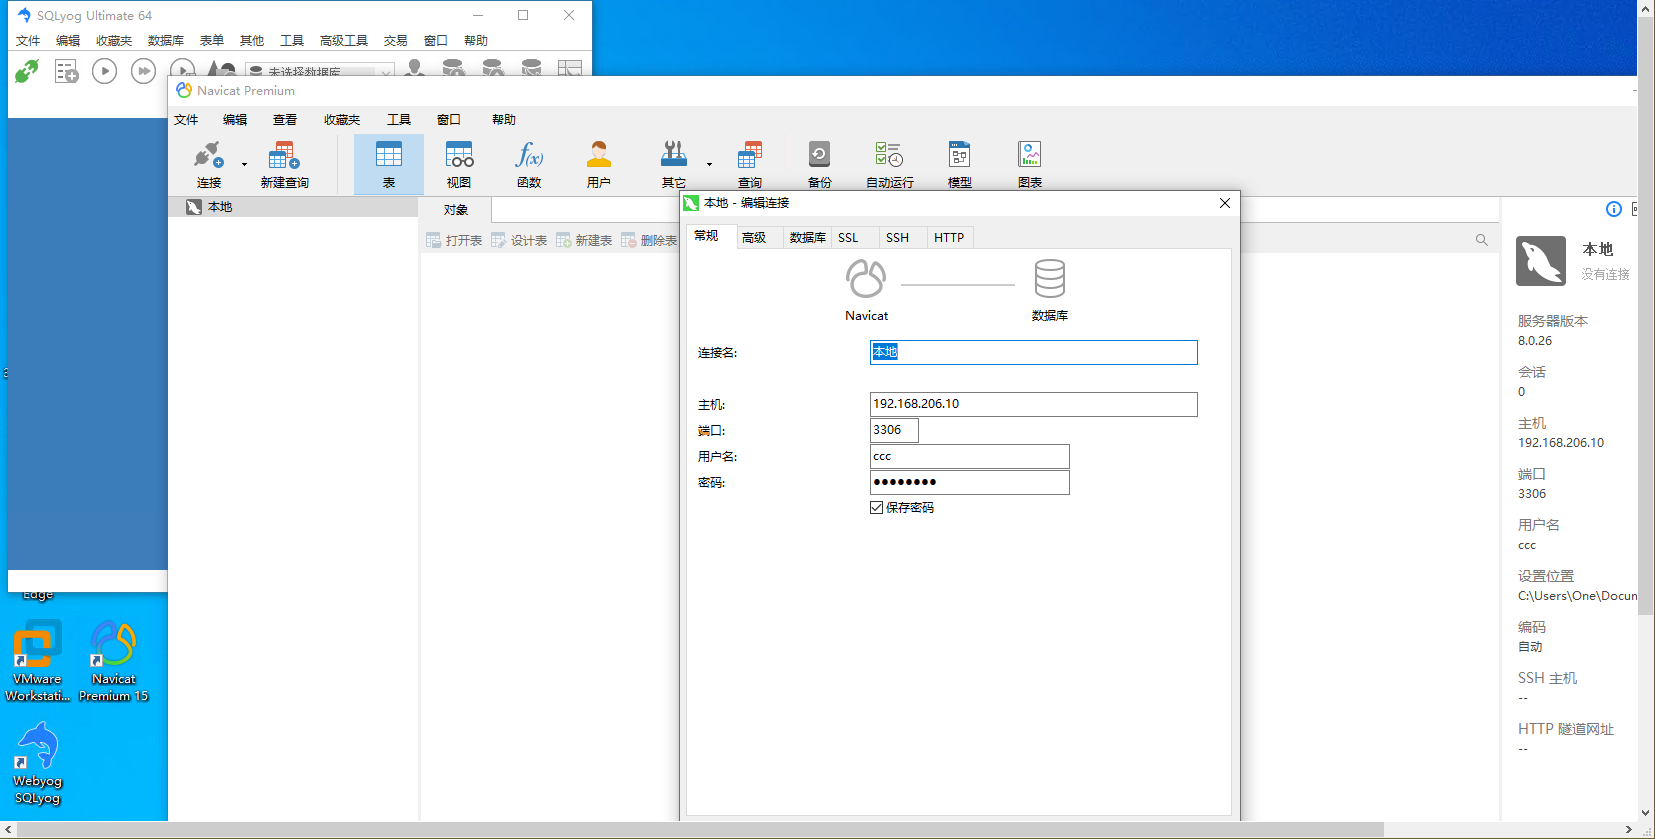 SQLyog Ultimate 64
文件 编辑 收藏夹 数据库 表单 其他 工具 高级工具 交易 窗口 帮助
未选择数据库
Navicat Premium
文件 编辑 查看 收藏夹 工具 窗口 帮助
连接 新建查询 表 视图 函数 用户 其它 查询 备份 自动运行 模型 图表
本地
对象
打开表 设计表 新建表 删除表
本地 - 编辑连接
常规 高级 数据库 SSL SSH HTTP
Navicat 数据库
连接名: 本地
主机: 192.168.206.10
端口: 3306
用户名: ccc
密码: ●●●●●●●●
保存密码
本地
没有连接
服务器版本
8.0.26
会话
0
主机
192.168.206.10
端口
3306
用户名
ccc
设置位置
C:\Users\One\Docun
编码
自动
SSH 主机
--
HTTP 隧道网址
--
Edge
VMware
Workstati...
Navicat
Premium 15
Webyog
SQLyog